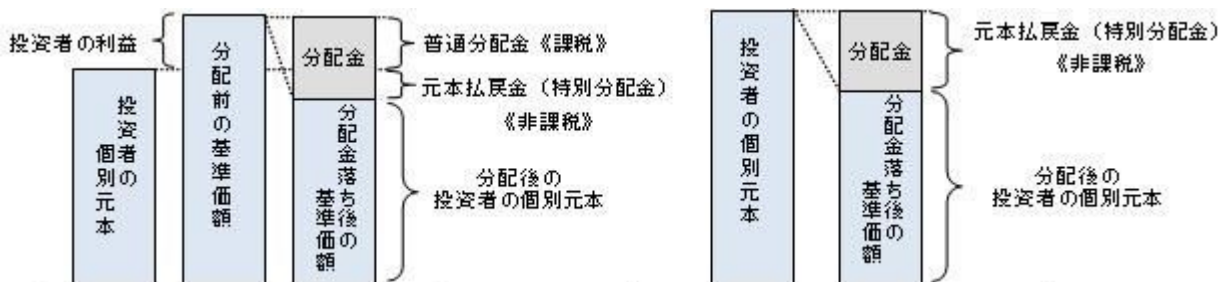 投資者の利益
投資者の
個別元本
分配前の基準価額
分配金
分配金落ち後の
基準価額
普通分配金《課税》
元本払戻金（特別分配金）
《非課税》
分配後の
投資者の個別元本
投資者の個別元本
分配金
分配金落ち後の
基準価額
元本払戻金（特別分配金）
《非課税》
分配後の
投資者の個別元本